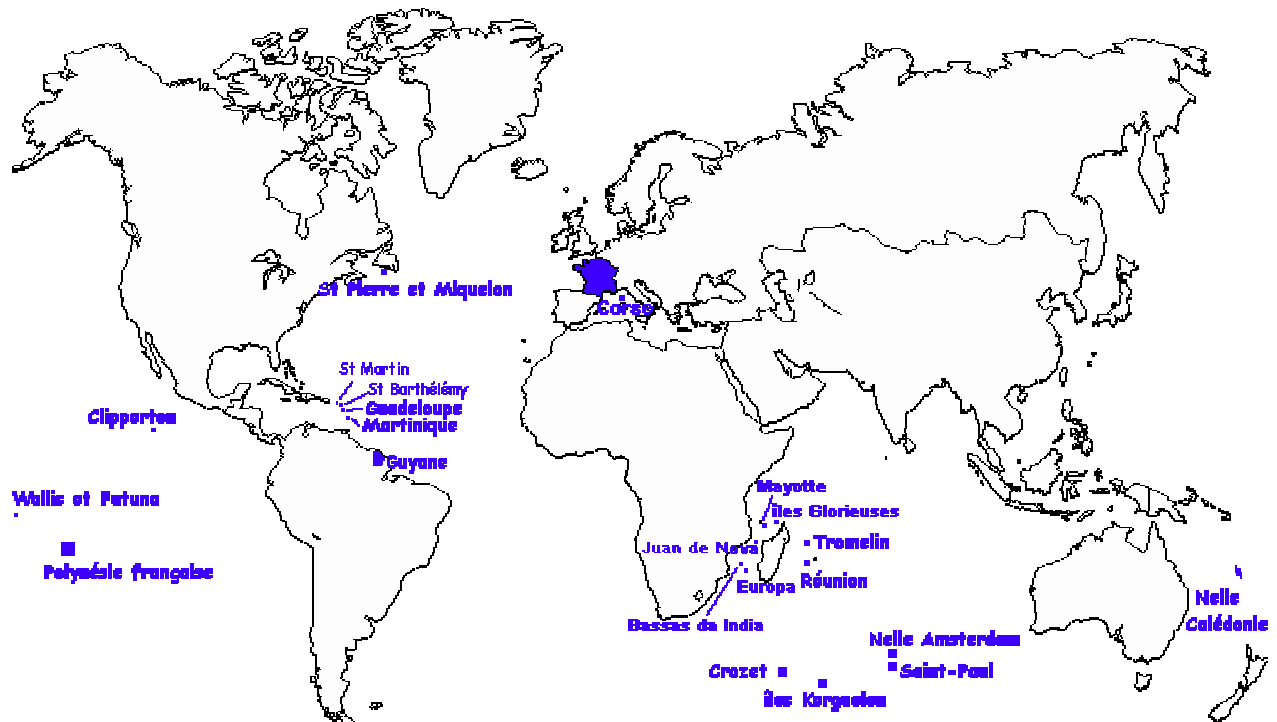 St Pierre et Miquelon
Corse
St Martin
St Barthélémy
Guadeloupe
Clipperton
Martinique
Guyane
Mayotte
Wallis et Futuna
îles Glorieuses
Juan de Nova
Tromelin
Polynésie française
Europa
Réunion
Nelle
Calédonie
Bassas da India
Nelle Amsterdam
Crozet
Saint-Paul
îles Kerguelen